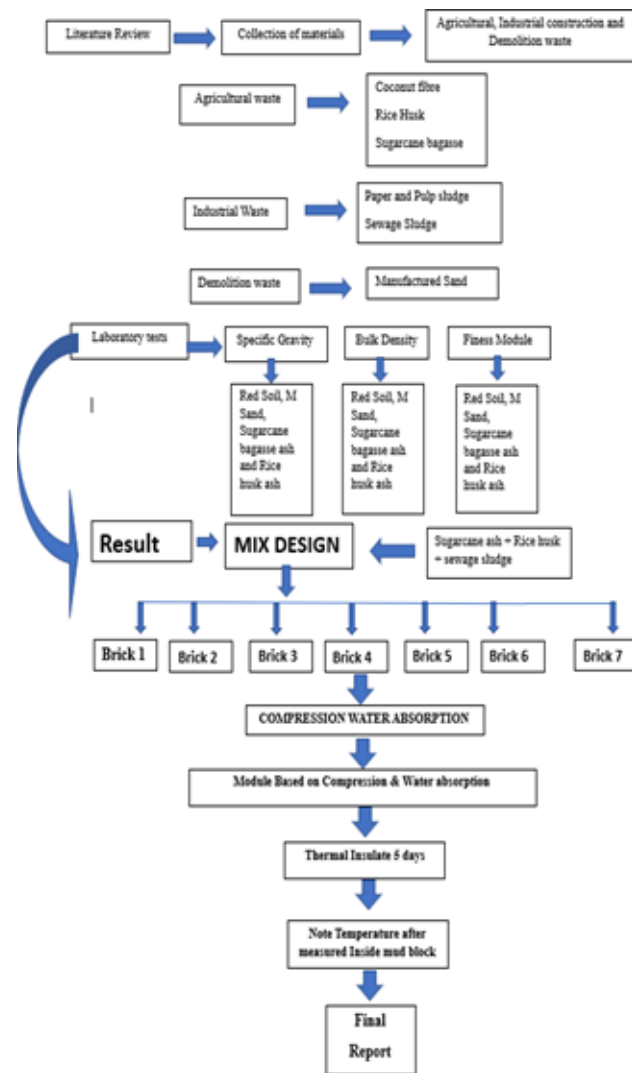 Literature Review
Collection of materials
Agricultural, Industrial construction and
Demolition waste
Agricultural waste
Coconut fibre
Rice Husk
Sugarcane bagasse
Industrial Waste
Paper and Pulp sludge
Sewage Sludge
Demolition waste
Manufactured Sand
Laboratory tests
Specific Gravity
Bulk Density
Finess Module
Red Soil, M
Sand,
Sugarcane
bagasse ash
and Rice
husk ash
Red Soil, M
Sand,
Sugarcane
bagasse ash
and Rice
husk ash
Red Soil, M
Sand,
Sugarcane
bagasse ash
and Rice
husk ash
Result
MIX DESIGN
Sugarcane ash + Rice husk
+ sewage sludge
Brick 1
Brick 2
Brick 3
Brick 4
Brick 5
Brick 6
Brick 7
COMPRESSION WATER ABSORPTION
Module Based on Compression & Water absorption
Thermal Insulate 5 days
Note Temperature after
measured Inside mud block
Final
Report